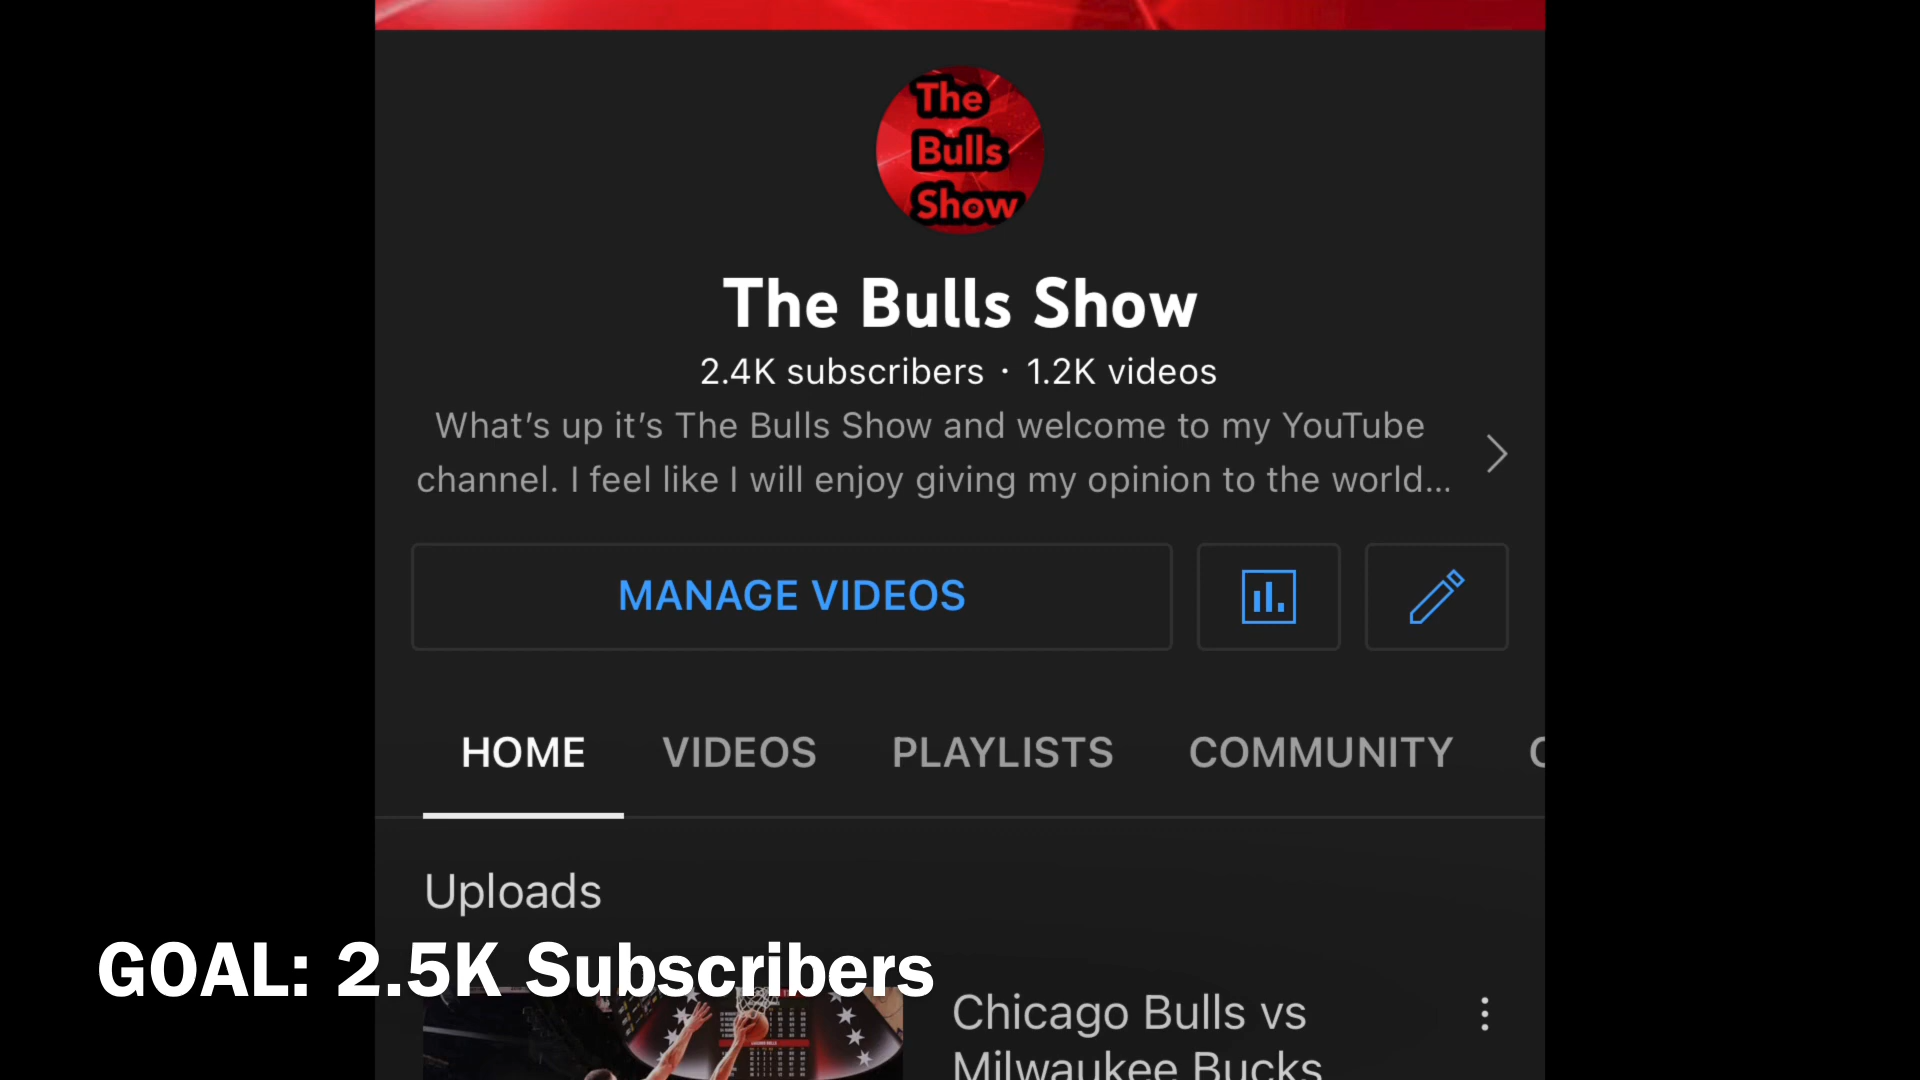 The
Bulls
Show
The Bulls Show
2.4K subscribers · 1.2K videos
What’s up it’s The Bulls Show and welcome to my YouTube
channel. I feel like I will enjoy giving my opinion to the world...
MANAGE VIDEOS
HOME VIDEOS PLAYLISTS COMMUNITY
Uploads
GOAL: 2.5K Subscribers
Chicago Bulls vs
Milwaukee Bucks